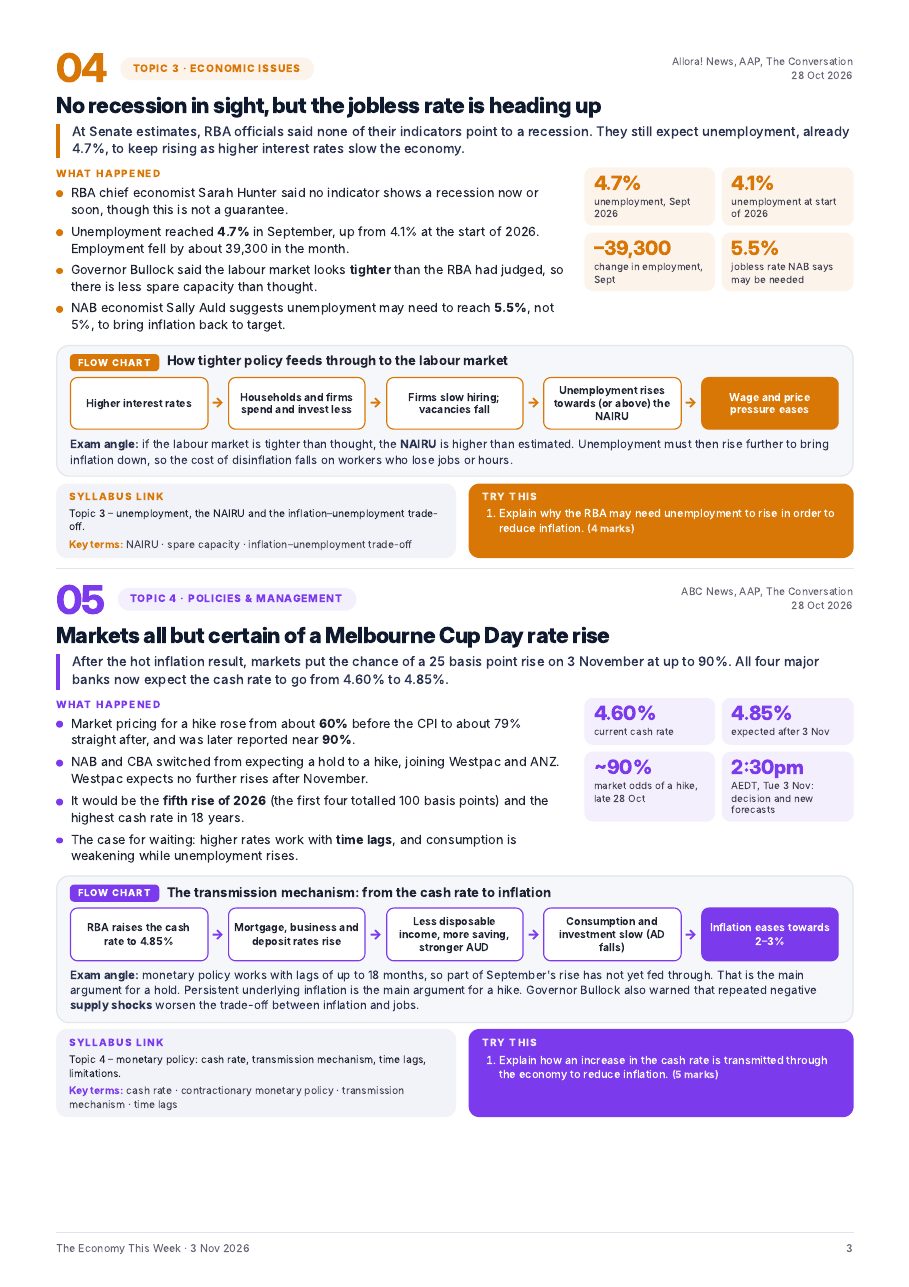 04
TOPIC 3 · ECONOMIC ISSUES
Allora! News, AAP, The Conversation
28 Oct 2026
No recession in sight, but the jobless rate is heading up
At Senate estimates, RBA officials said none of their indicators point to a recession. They still expect unemployment, already
4.7%, to keep rising as higher interest rates slow the economy.
WHAT HAPPENED
RBA chief economist Sarah Hunter said no indicator shows a recession now or
soon, though this is not a guarantee.
Unemployment reached 4.7% in September, up from 4.1% at the start of 2026.
Employment fell by about 39,300 in the month.
Governor Bullock said the labour market looks tighter than the RBA had judged, so
there is less spare capacity than thought.
NAB economist Sally Auld suggests unemployment may need to reach 5.5%, not
5%, to bring inflation back to target.
4.7%
unemployment, Sept
2026
4.1%
unemployment at start
of 2026
−39,300
change in employment,
Sept
5.5%
jobless rate NAB says
may be needed
FLOW CHART
How tighter policy feeds through to the labour market
Higher interest rates
→
Households and firms
spend and invest less
→
Firms slow hiring;
vacancies fall
→
Unemployment rises
towards (or above) the
NAIRU
→
Wage and price
pressure eases
Exam angle: if the labour market is tighter than thought, the NAIRU is higher than estimated. Unemployment must then rise further to bring
inflation down, so the cost of disinflation falls on workers who lose jobs or hours.
SYLLABUS LINK
Topic 3 – unemployment, the NAIRU and the inflation–unemployment trade-
off.
Key terms: NAIRU · spare capacity · inflation–unemployment trade-off
TRY THIS
1. Explain why the RBA may need unemployment to rise in order to
reduce inflation. (4 marks)
05
TOPIC 4 · POLICIES & MANAGEMENT
ABC News, AAP, The Conversation
28 Oct 2026
Markets all but certain of a Melbourne Cup Day rate rise
After the hot inflation result, markets put the chance of a 25 basis point rise on 3 November at up to 90%. All four major
banks now expect the cash rate to go from 4.60% to 4.85%.
WHAT HAPPENED
Market pricing for a hike rose from about 60% before the CPI to about 79%
straight after, and was later reported near 90%.
NAB and CBA switched from expecting a hold to a hike, joining Westpac and ANZ.
Westpac expects no further rises after November.
It would be the fifth rise of 2026 (the first four totalled 100 basis points) and the
highest cash rate in 18 years.
The case for waiting: higher rates work with time lags, and consumption is
weakening while unemployment rises.
4.60%
current cash rate
4.85%
expected after 3 Nov
~90%
market odds of a hike,
late 28 Oct
2:30pm
AEDT, Tue 3 Nov:
decision and new
forecasts
FLOW CHART
The transmission mechanism: from the cash rate to inflation
RBA raises the cash
rate to 4.85%
→
Mortgage, business and
deposit rates rise
→
Less disposable
income, more saving,
stronger AUD
→
Consumption and
investment slow (AD
falls)
→
Inflation eases towards
2–3%
Exam angle: monetary policy works with lags of up to 18 months, so part of September's rise has not yet fed through. That is the main
argument for a hold. Persistent underlying inflation is the main argument for a hike. Governor Bullock also warned that repeated negative
supply shocks worsen the trade-off between inflation and jobs.
SYLLABUS LINK
Topic 4 – monetary policy: cash rate, transmission mechanism, time lags,
limitations.
Key terms: cash rate · contractionary monetary policy · transmission
mechanism · time lags
TRY THIS
1. Explain how an increase in the cash rate is transmitted through
the economy to reduce inflation. (5 marks)
The Economy This Week · 3 Nov 2026
3